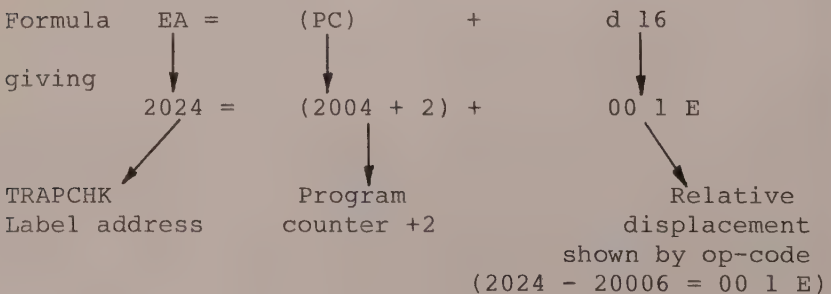 Formula EA = (PC) + d 16
giving
2024 = (2004 + 2) + 00 1 E
TRAPCHK Program Relative
Label address counter +2 displacement
shown by op-code
(2024 - 20006 = 00 1 E)